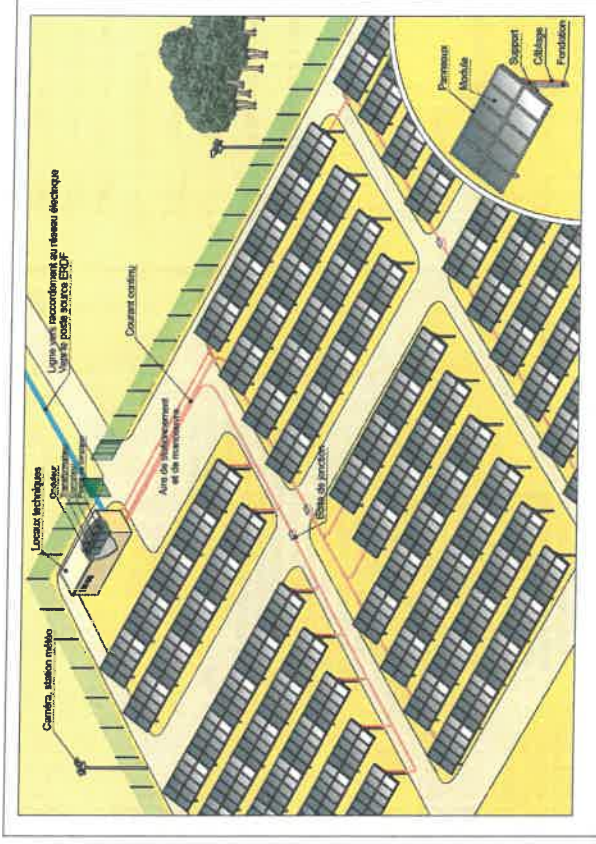 Caméra, station météo
Locaux techniques
Onduleur
Ligne vers raccordement au réseau électrique
Vers le poste source ERDF
Courant continu
Aire de stationnement
et de manoeuvre
Boîte de jonction
Panneaux
Module
Support
Câblage
Fondation